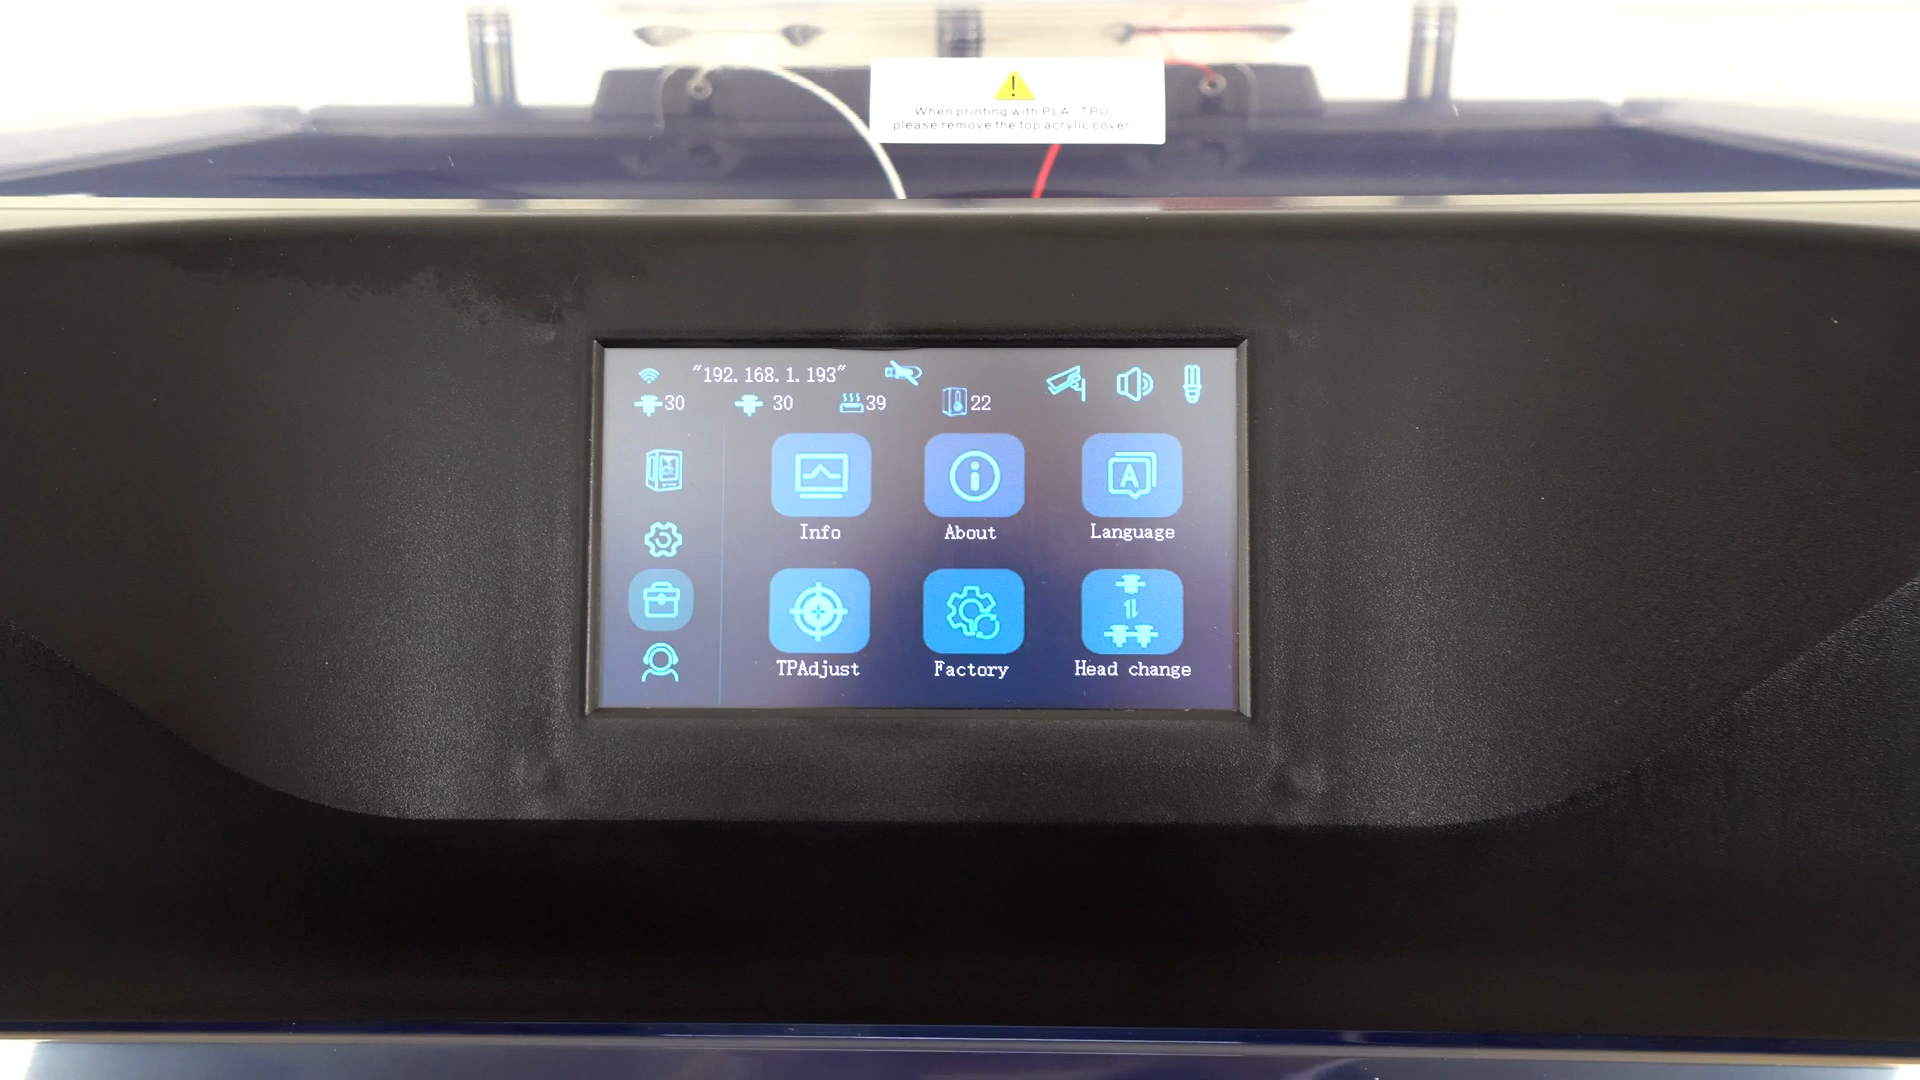 When printing with PLA, TPU,
please remove the top acrylic cover.
"192.168.1.193"
30 30 39 22
Info About Language
TPAdjust Factory Head change